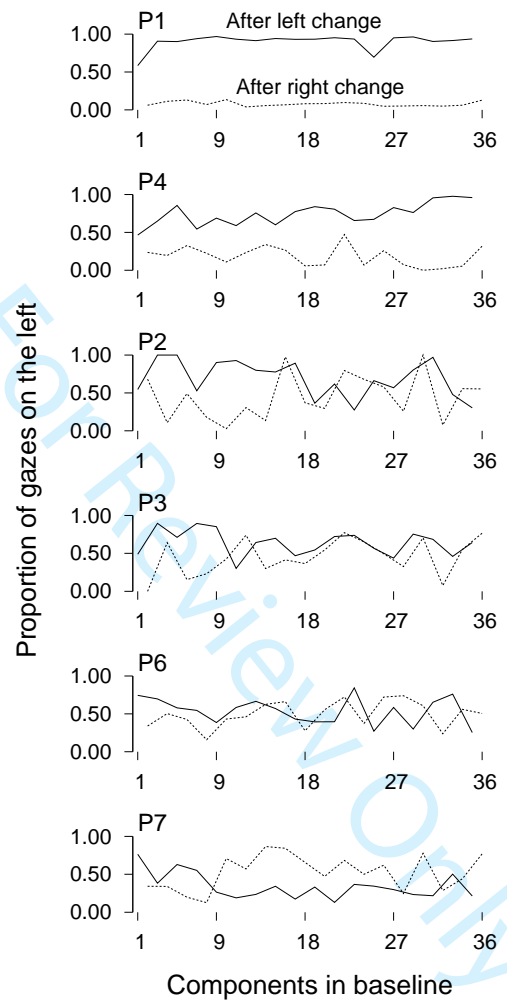 Proportion of gazes on the left
P1
After left change
After right change
1.00
0.50
0.00
1 9 18 27 36
P4
1.00
0.50
0.00
1 9 18 27 36
P2
1.00
0.50
0.00
1 9 18 27 36
P3
1.00
0.50
0.00
1 9 18 27 36
P6
1.00
0.50
0.00
1 9 18 27 36
P7
1.00
0.50
0.00
1 9 18 27 36
Components in baseline
For Review Only